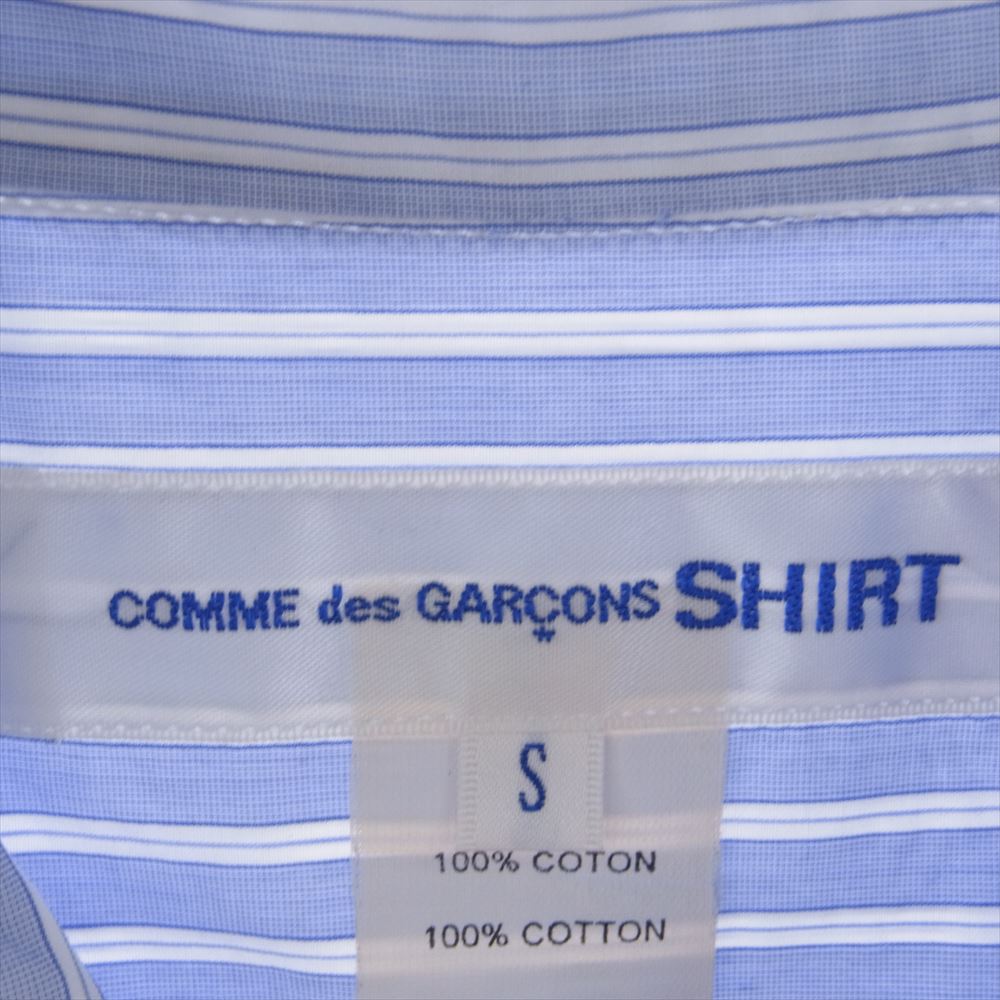 COMME des GARÇONS SHIRT
S
100% COTON
100% COTTON